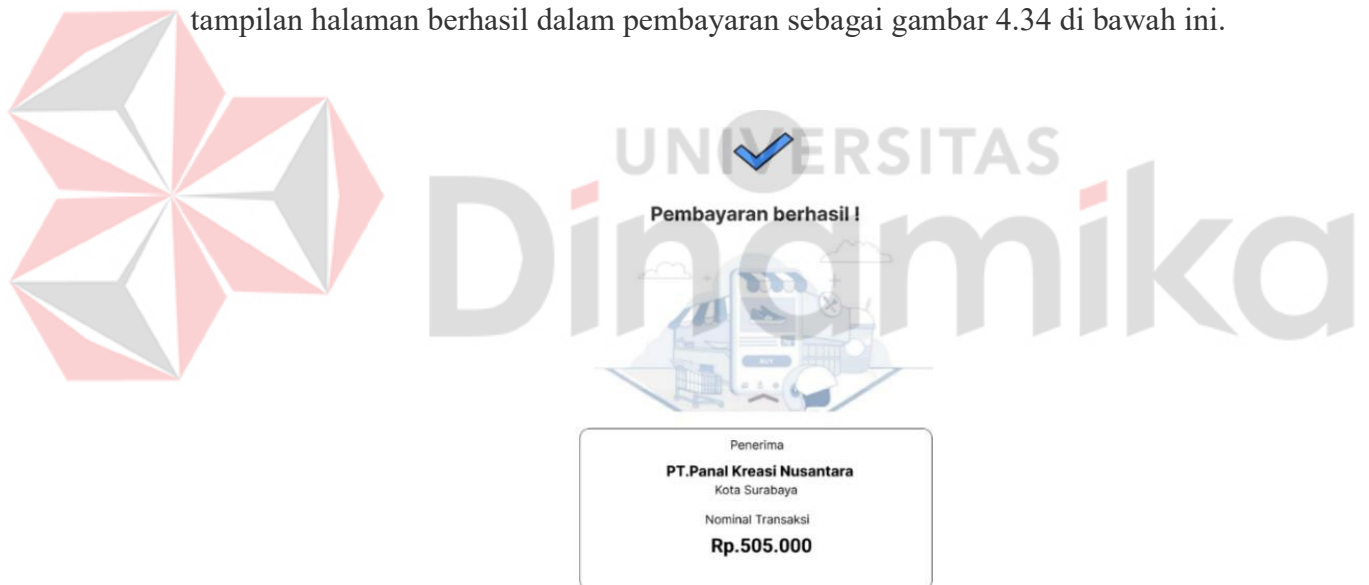 tampilan halaman berhasil dalam pembayaran sebagai gambar 4.34 di bawah ini.
UNIVERSITAS
Dinamika
Pembayaran berhasil !
BUY
Penerima
PT.Panal Kreasi Nusantara
Kota Surabaya
Nominal Transaksi
Rp.505.000